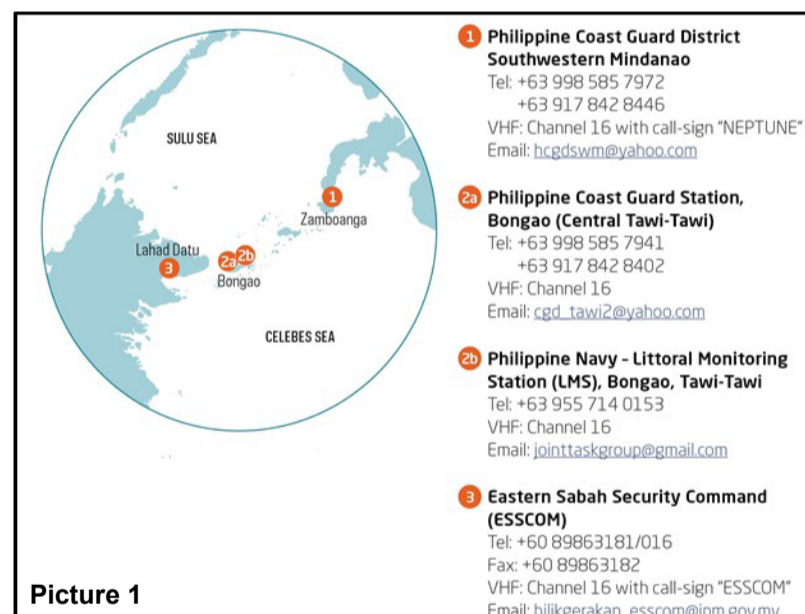 SULU SEA
1
Zamboanga
Lahad Datu
3
2a
2b
Bongao
CELEBES SEA
Picture 1
1 Philippine Coast Guard District
Southwestern Mindanao
Tel: +63 998 585 7972
+63 917 842 8446
VHF: Channel 16 with call-sign "NEPTUNE"
Email: hcgdswm@yahoo.com
2a Philippine Coast Guard Station,
Bongao (Central Tawi-Tawi)
Tel: +63 998 585 7941
+63 917 842 8402
VHF: Channel 16
Email: cgd_tawi2@yahoo.com
2b Philippine Navy - Littoral Monitoring
Station (LMS), Bongao, Tawi-Tawi
Tel: +63 955 714 0153
VHF: Channel 16
Email: jointtaskgroup@gmail.com
3 Eastern Sabah Security Command
(ESSCOM)
Tel: +60 89863181/016
Fax: +60 89863182
VHF: Channel 16 with call-sign "ESSCOM"
Email: bilikgerakan_esscom@jpm.gov.my